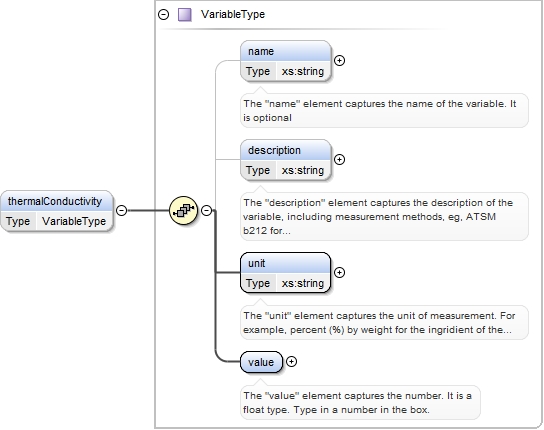 VariableType
name
Type xs:string
The "name" element captures the name of the variable. It
is optional
description
Type xs:string
The "description" element captures the description of the
variable, including measurement methods, eg, ATSM
b212 for...
thermalConductivity
Type VariableType
unit
Type xs:string
The "unit" element captures the unit of measurement. For
example, percent (%) by weight for the ingridient of the...
value
The "value" element captures the number. It is a
float type. Type in a number in the box.